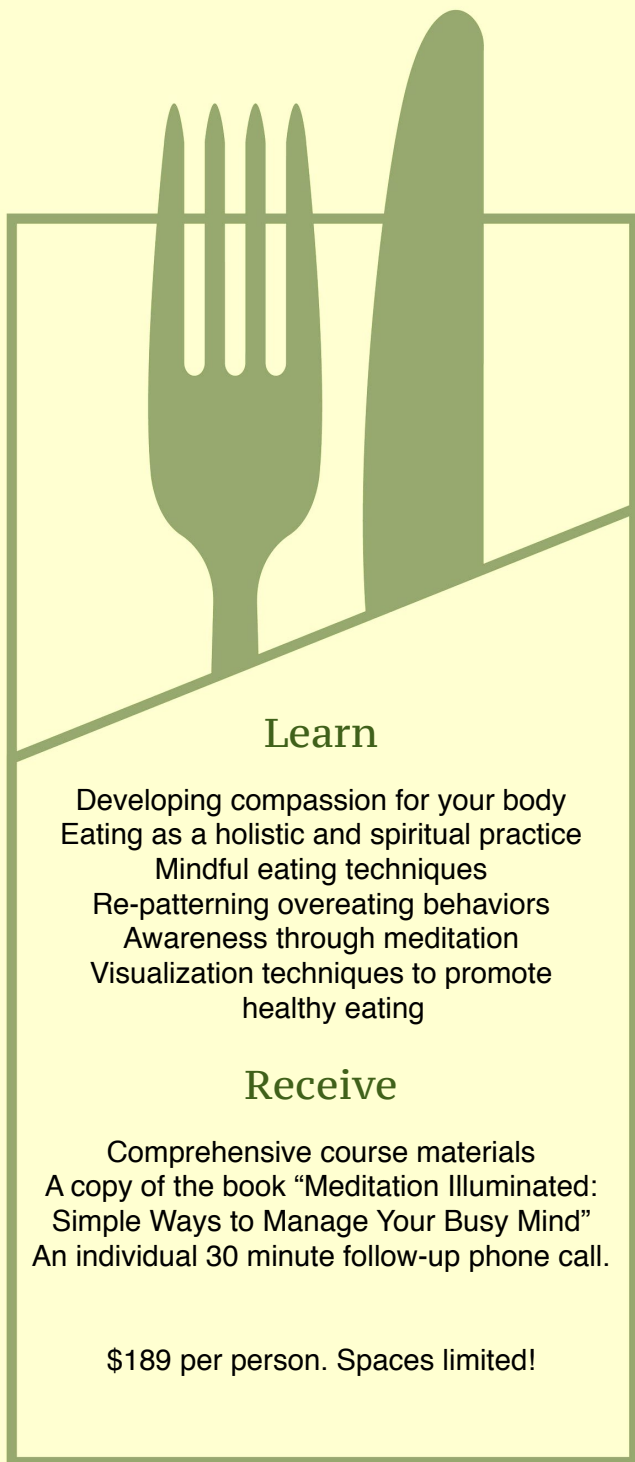 Learn
Developing compassion for your body
Eating as a holistic and spiritual practice
Mindful eating techniques
Re-patterning overeating behaviors
Awareness through meditation
Visualization techniques to promote
healthy eating
Receive
Comprehensive course materials
A copy of the book “Meditation Illuminated:
Simple Ways to Manage Your Busy Mind”
An individual 30 minute follow-up phone call.
$189 per person. Spaces limited!